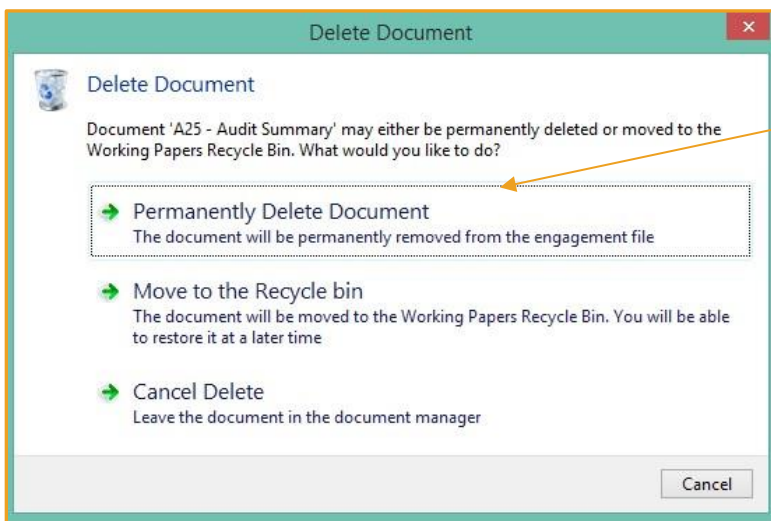 Delete Document
Delete Document
Document 'A25 - Audit Summary' may either be permanently deleted or moved to the
Working Papers Recycle Bin. What would you like to do?
Permanently Delete Document
The document will be permanently removed from the engagement file
Move to the Recycle bin
The document will be moved to the Working Papers Recycle Bin. You will be able
to restore it at a later time
Cancel Delete
Leave the document in the document manager
Cancel